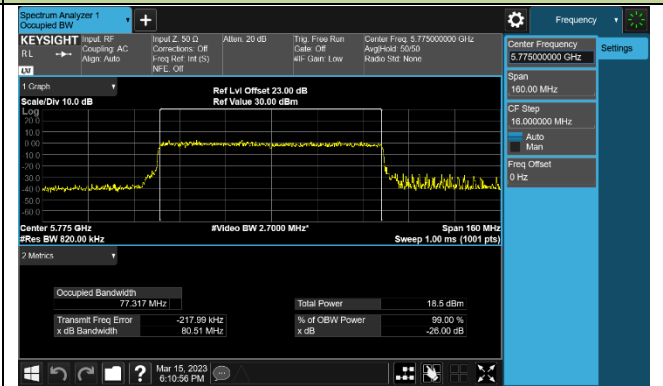 Spectrum Analyzer 1
Occupied BW
+
Frequency
KEYSIGHT
RL
LXI
Input: RF
Coupling: AC
Align: Auto
Input Z: 50 Ω
Corrections: Off
Freq Ref: Int (S)
NFE: Off
Atten: 20 dB
Trig: Free Run
Gate: Off
#IF Gain: Low
Center Freq: 5.775000000 GHz
Avg|Hold: 50/50
Radio Std: None
Center Frequency
5.775000000 GHz
Settings
Span
160.00 MHz
CF Step
16.000000 MHz
Auto
Man
Freq Offset
0 Hz
1 Graph
Scale/Div 10.0 dB
Ref Lvl Offset 23.00 dB
Ref Value 30.00 dBm
Log
20.0
10.0
0.00
-10.0
-20.0
-30.0
-40.0
-50.0
-60.0
Center 5.775 GHz
#Res BW 820.00 kHz
#Video BW 2.7000 MHz*
Span 160 MHz
Sweep 1.00 ms (1001 pts)
2 Metrics
Occupied Bandwidth
77.317 MHz
Total Power 18.5 dBm
Transmit Freq Error -217.99 kHz
% of OBW Power 99.00 %
x dB Bandwidth 80.51 MHz
x dB -26.00 dB
?
Mar 15, 2023
6:10:56 PM